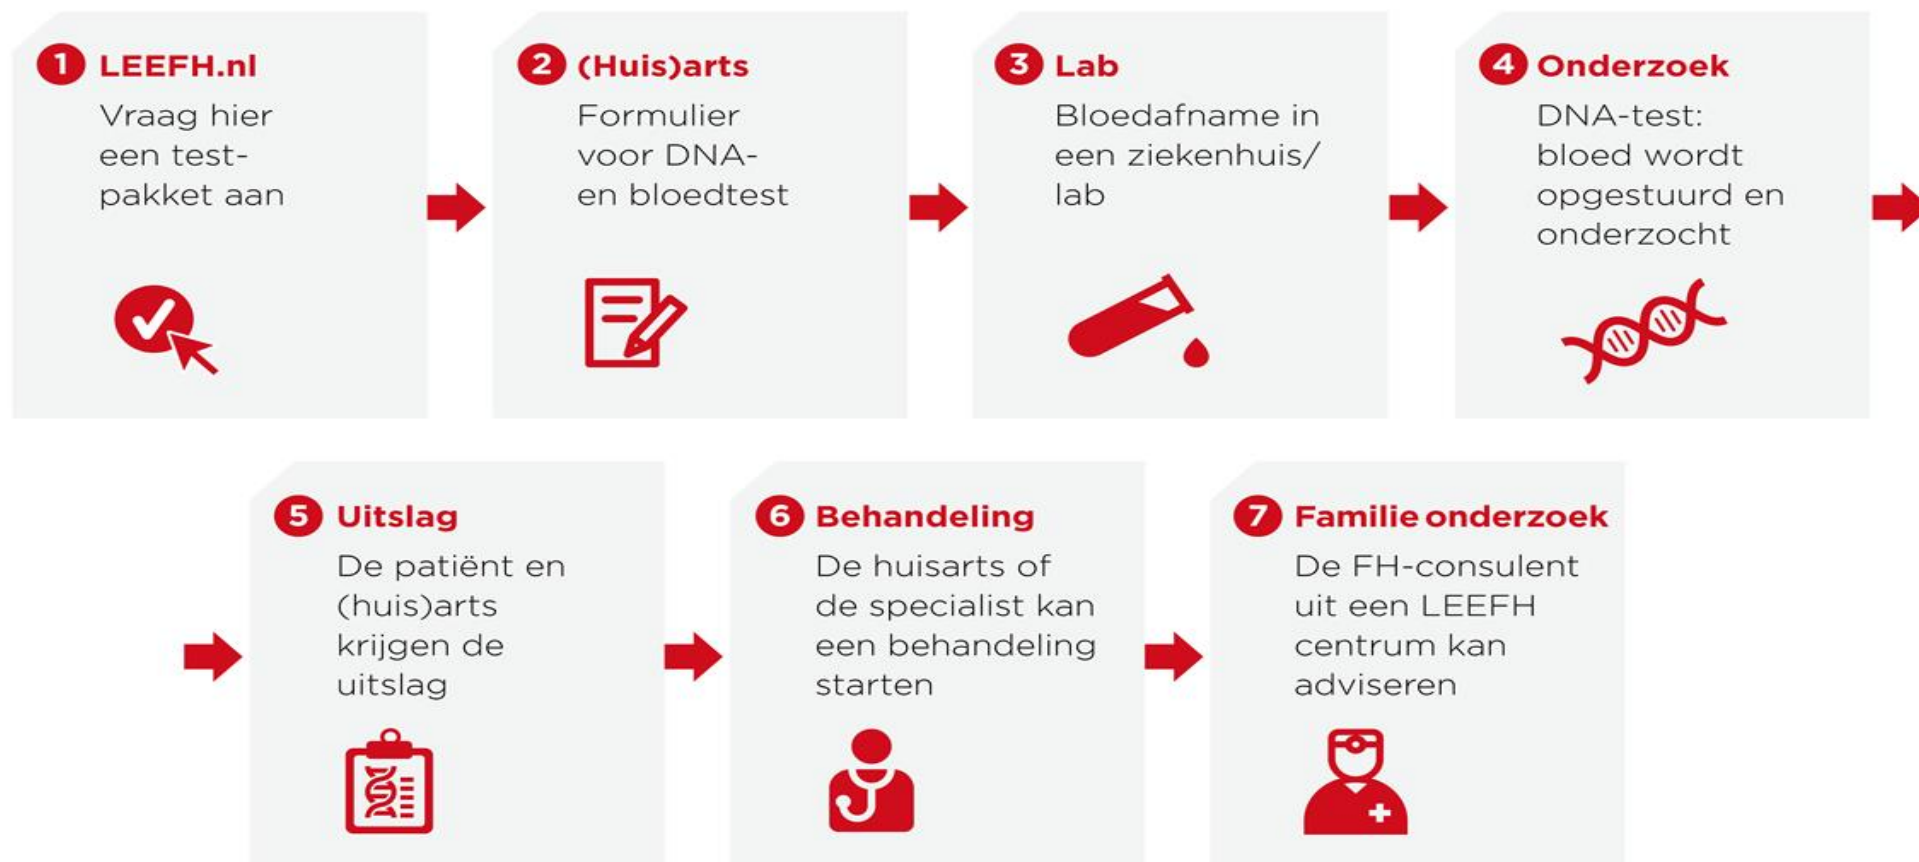 1 LEEFH.nl
Vraag hier
een test-
pakket aan
2 (Huis)arts
Formulier
voor DNA-
en bloedtest
3 Lab
Bloedafname in
een ziekenhuis/
lab
4 Onderzoek
DNA-test:
bloed wordt
opgestuurd en
onderzocht
5 Uitslag
De patiënt en
(huis)arts
krijgen de
uitslag
6 Behandeling
De huisarts of
de specialist kan
een behandeling
starten
7 Familie onderzoek
De FH-consulent
uit een LEEFH
centrum kan
adviseren